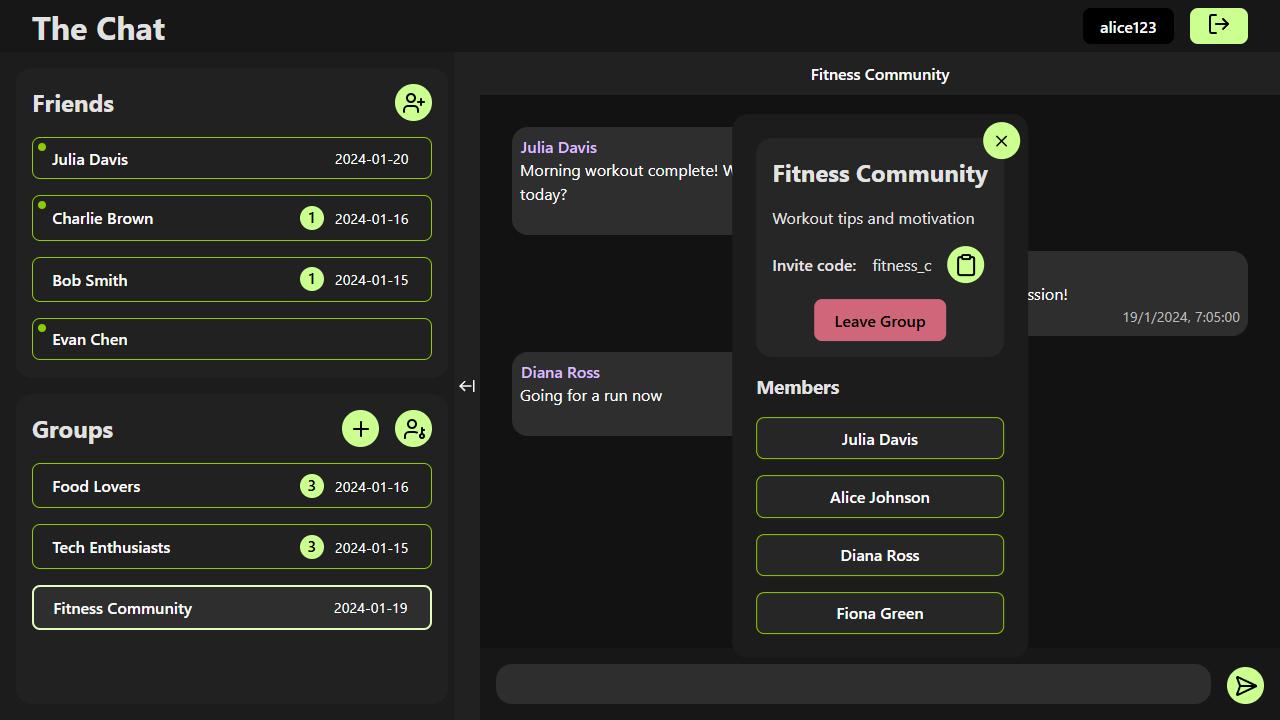 The Chat
alice123
Friends
Julia Davis 2024-01-20
Charlie Brown 1 2024-01-16
Bob Smith 1 2024-01-15
Evan Chen
Groups
Food Lovers 3 2024-01-16
Tech Enthusiasts 3 2024-01-15
Fitness Community 2024-01-19
Fitness Community
Julia Davis
Morning workout complete!
today?
ssion!
19/1/2024, 7:05:00
Diana Ross
Going for a run now
Fitness Community
Workout tips and motivation
Invite code: fitness_c
Leave Group
Members
Julia Davis
Alice Johnson
Diana Ross
Fiona Green